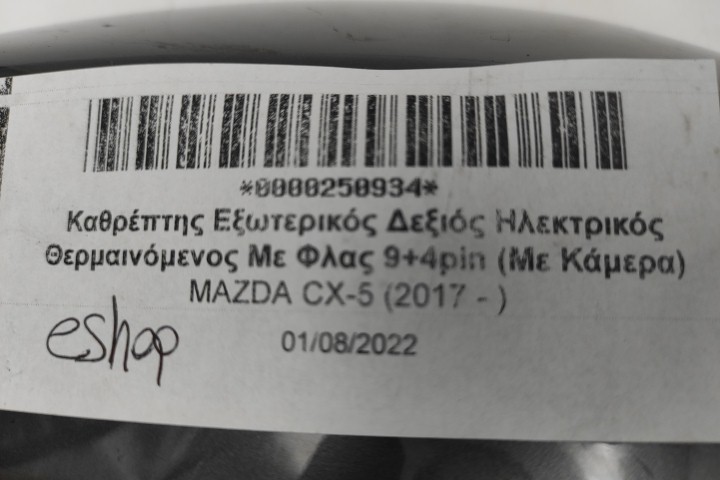 *0000250934*
Καθρέπτης Εξωτερικός Δεξιός Ηλεκτρικός
Θερμαινόμενος Με Φλας 9+4pin (Με Κάμερα)
MAZDA CX-5 (2017 - )
eshop 01/08/2022